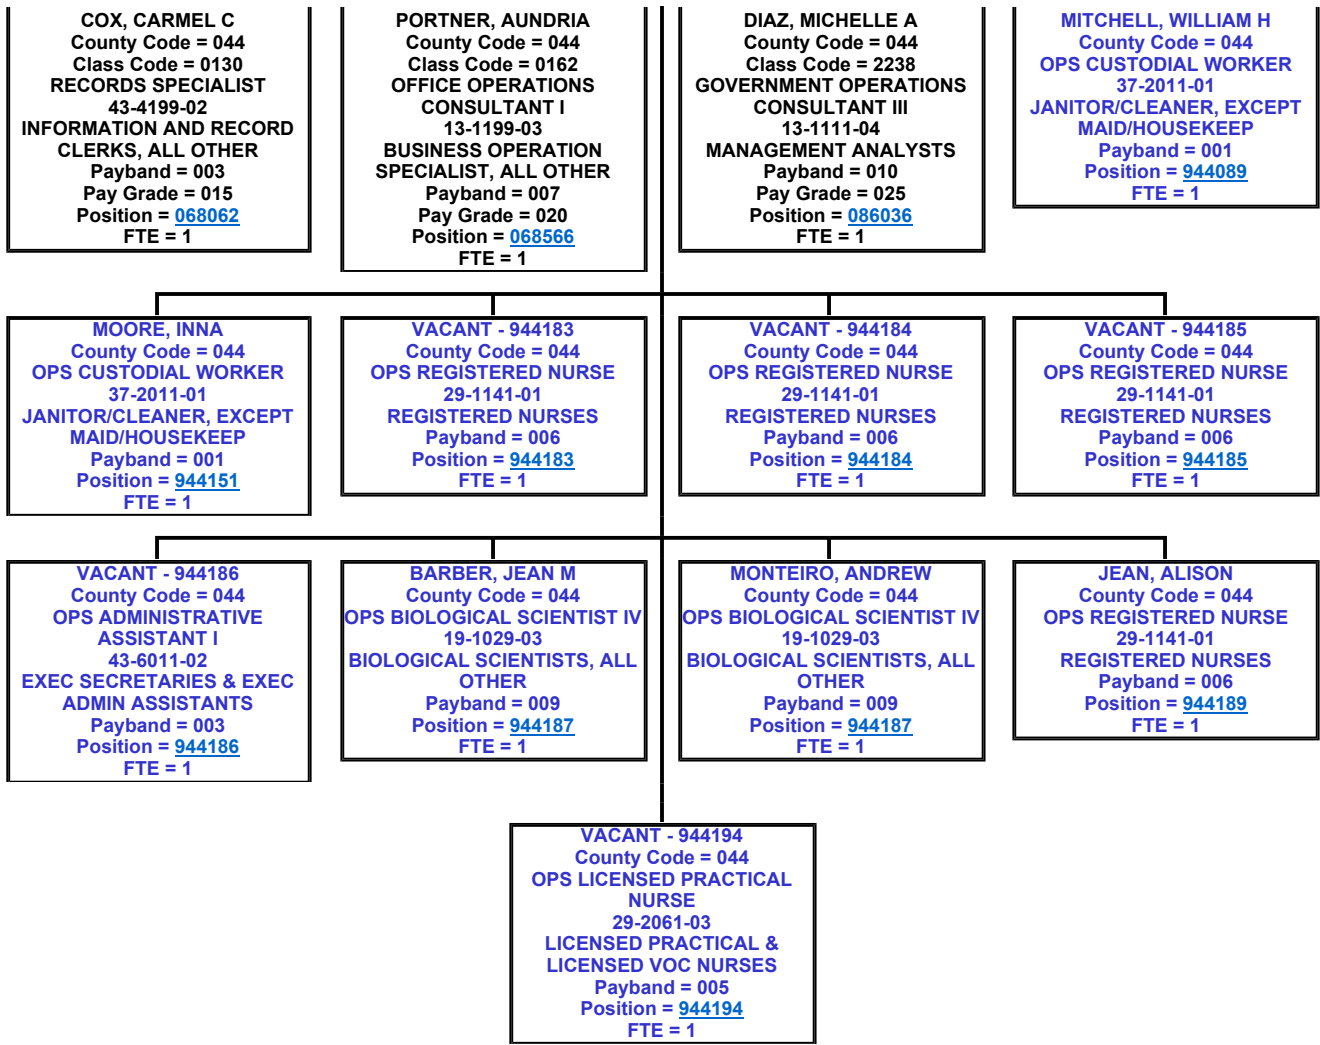 COX, CARMEL C
County Code = 044
Class Code = 0130
RECORDS SPECIALIST
43-4199-02
INFORMATION AND RECORD
CLERKS, ALL OTHER
Payband = 003
Pay Grade = 015
Position = 068062
FTE = 1
PORTNER, AUNDRIA
County Code = 044
Class Code = 0162
OFFICE OPERATIONS
CONSULTANT I
13-1199-03
BUSINESS OPERATION
SPECIALIST, ALL OTHER
Payband = 007
Pay Grade = 020
Position = 068566
FTE = 1
DIAZ, MICHELLE A
County Code = 044
Class Code = 2238
GOVERNMENT OPERATIONS
CONSULTANT III
13-1111-04
MANAGEMENT ANALYSTS
Payband = 010
Pay Grade = 025
Position = 086036
FTE = 1
MITCHELL, WILLIAM H
County Code = 044
OPS CUSTODIAL WORKER
37-2011-01
JANITOR/CLEANER, EXCEPT
MAID/HOUSEKEEP
Payband = 001
Position = 944089
FTE = 1
MOORE, INNA
County Code = 044
OPS CUSTODIAL WORKER
37-2011-01
JANITOR/CLEANER, EXCEPT
MAID/HOUSEKEEP
Payband = 001
Position = 944151
FTE = 1
VACANT - 944183
County Code = 044
OPS REGISTERED NURSE
29-1141-01
REGISTERED NURSES
Payband = 006
Position = 944183
FTE = 1
VACANT - 944184
County Code = 044
OPS REGISTERED NURSE
29-1141-01
REGISTERED NURSES
Payband = 006
Position = 944184
FTE = 1
VACANT - 944185
County Code = 044
OPS REGISTERED NURSE
29-1141-01
REGISTERED NURSES
Payband = 006
Position = 944185
FTE = 1
VACANT - 944186
County Code = 044
OPS ADMINISTRATIVE
ASSISTANT I
43-6011-02
EXEC SECRETARIES & EXEC
ADMIN ASSISTANTS
Payband = 003
Position = 944186
FTE = 1
BARBER, JEAN M
County Code = 044
OPS BIOLOGICAL SCIENTIST IV
19-1029-03
BIOLOGICAL SCIENTISTS, ALL
OTHER
Payband = 009
Position = 944187
FTE = 1
MONTEIRO, ANDREW
County Code = 044
OPS BIOLOGICAL SCIENTIST IV
19-1029-03
BIOLOGICAL SCIENTISTS, ALL
OTHER
Payband = 009
Position = 944187
FTE = 1
JEAN, ALISON
County Code = 044
OPS REGISTERED NURSE
29-1141-01
REGISTERED NURSES
Payband = 006
Position = 944189
FTE = 1
VACANT - 944194
County Code = 044
OPS LICENSED PRACTICAL
NURSE
29-2061-03
LICENSED PRACTICAL &
LICENSED VOC NURSES
Payband = 005
Position = 944194
FTE = 1